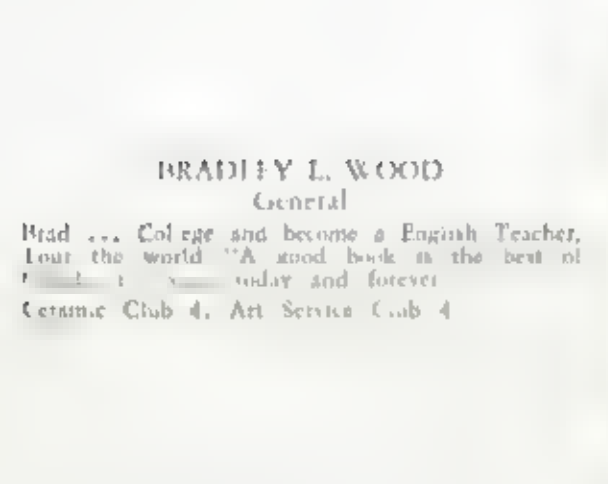 BRADLEY L. WOOD
General
Brad ... College and become a English Teacher,
Tour the world "A good book is the best of
today and forever
Ceramic Club 4, Art Service Club 4